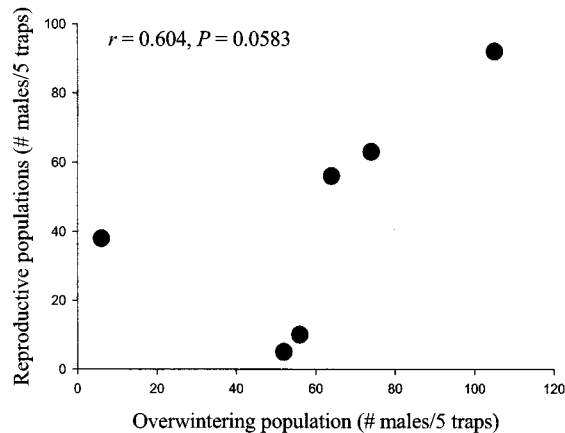 r = 0.604, P = 0.0583
Reproductive populations (# males/5 traps)
100
80
60
40
20
0
0 20 40 60 80 100 120
Overwintering population (# males/5 traps)